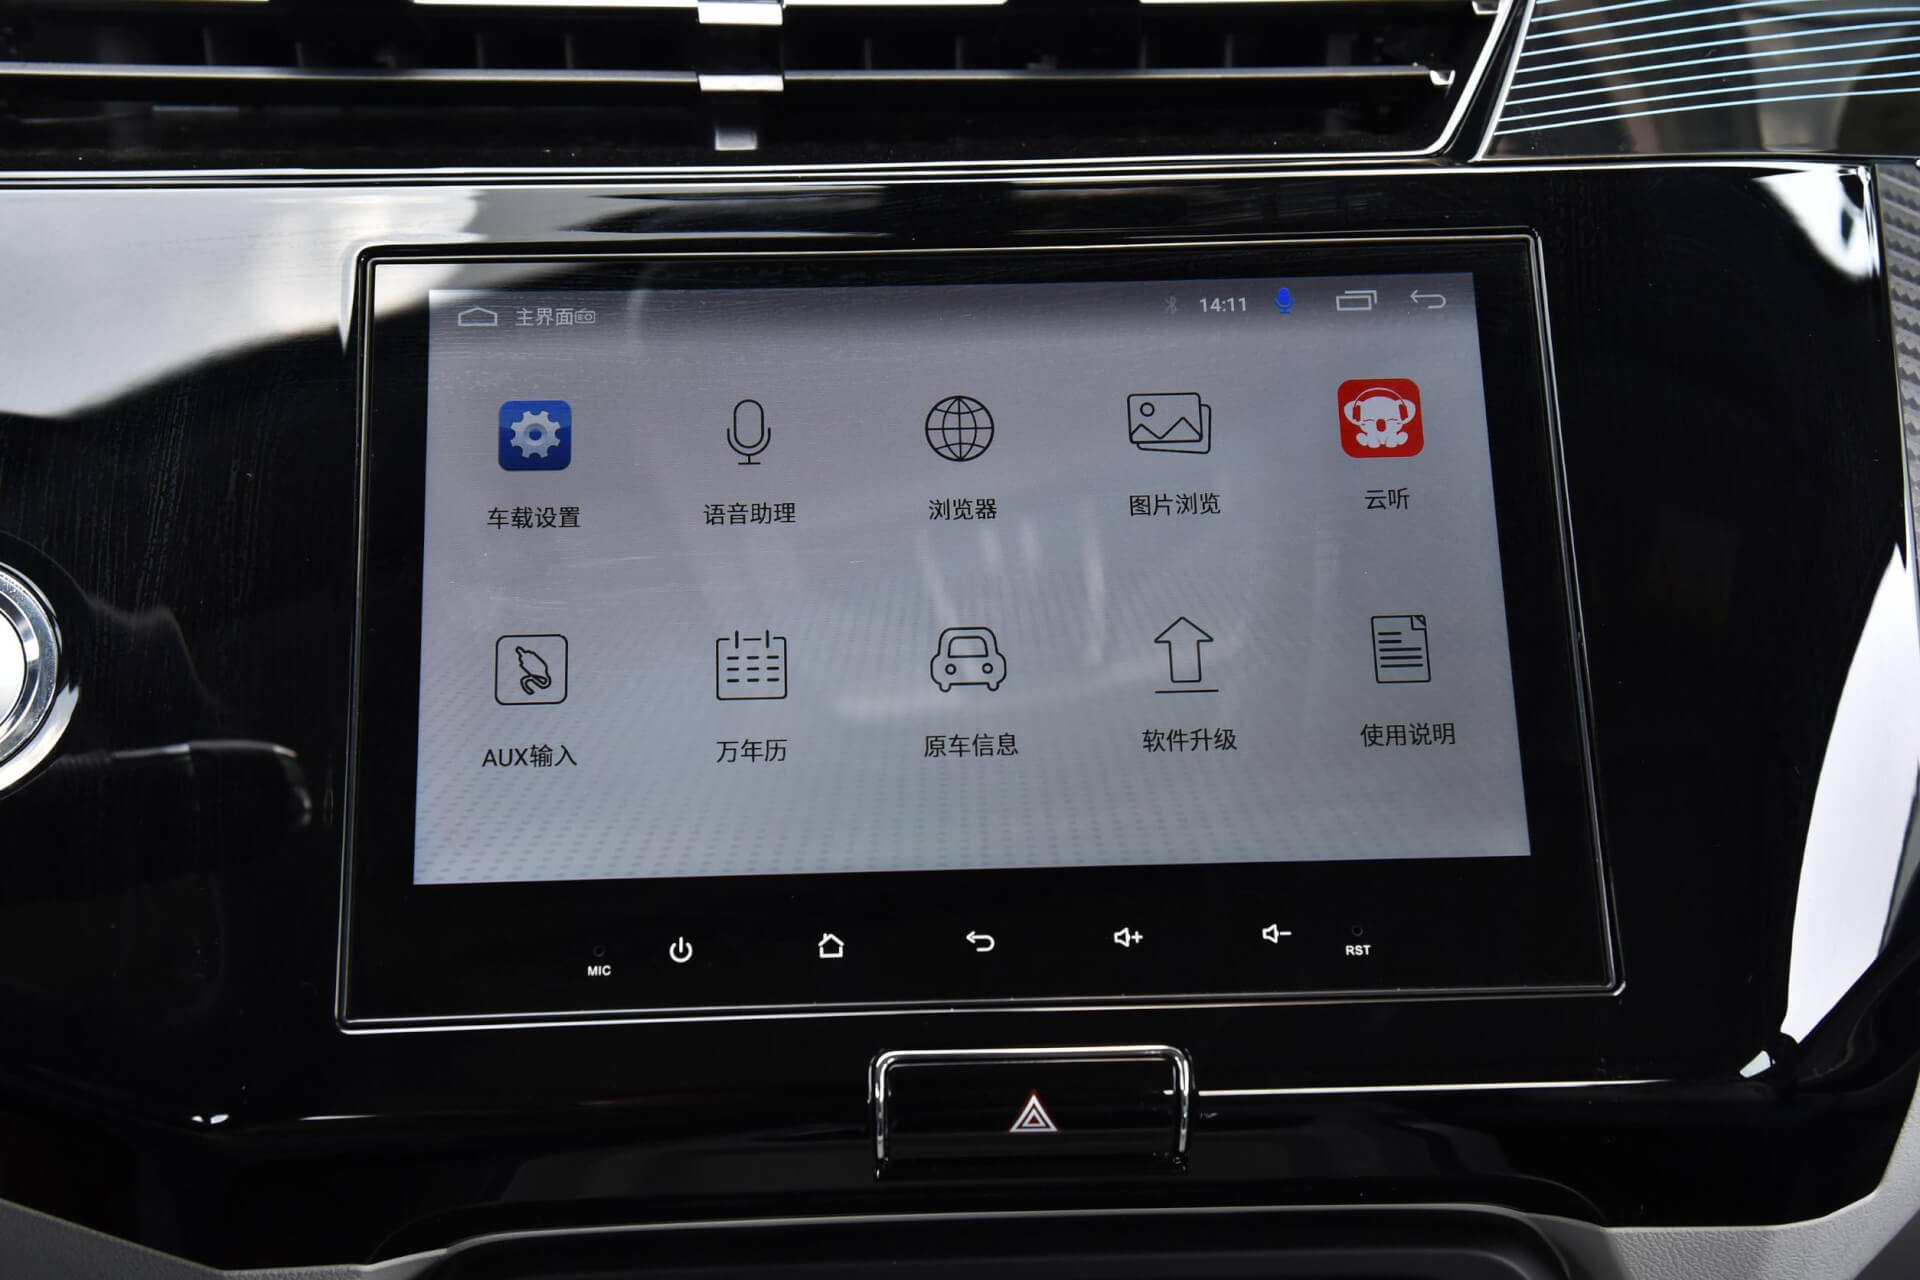 主界面
14:11
车载设置
语音助理
浏览器
图片浏览
云听
AUX输入
万年历
原车信息
软件升级
使用说明
MIC
RST